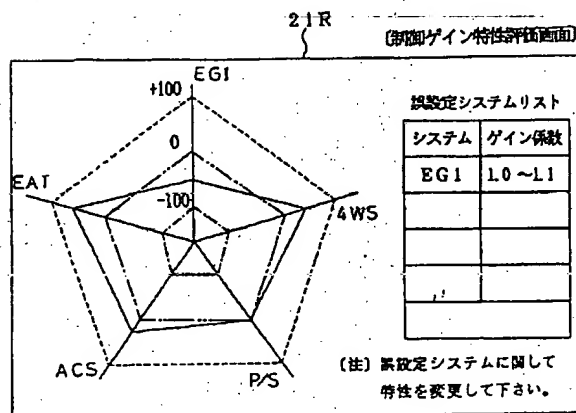 21R
〔制御ゲイン特性評価画面〕
EGI
+100
0
-100
EAT
4WS
ACS
P/S
誤設定システムリスト
システム ゲイン係数
EGI 1.0～1.1
〔注〕誤設定システムに関して
特性を変更して下さい。